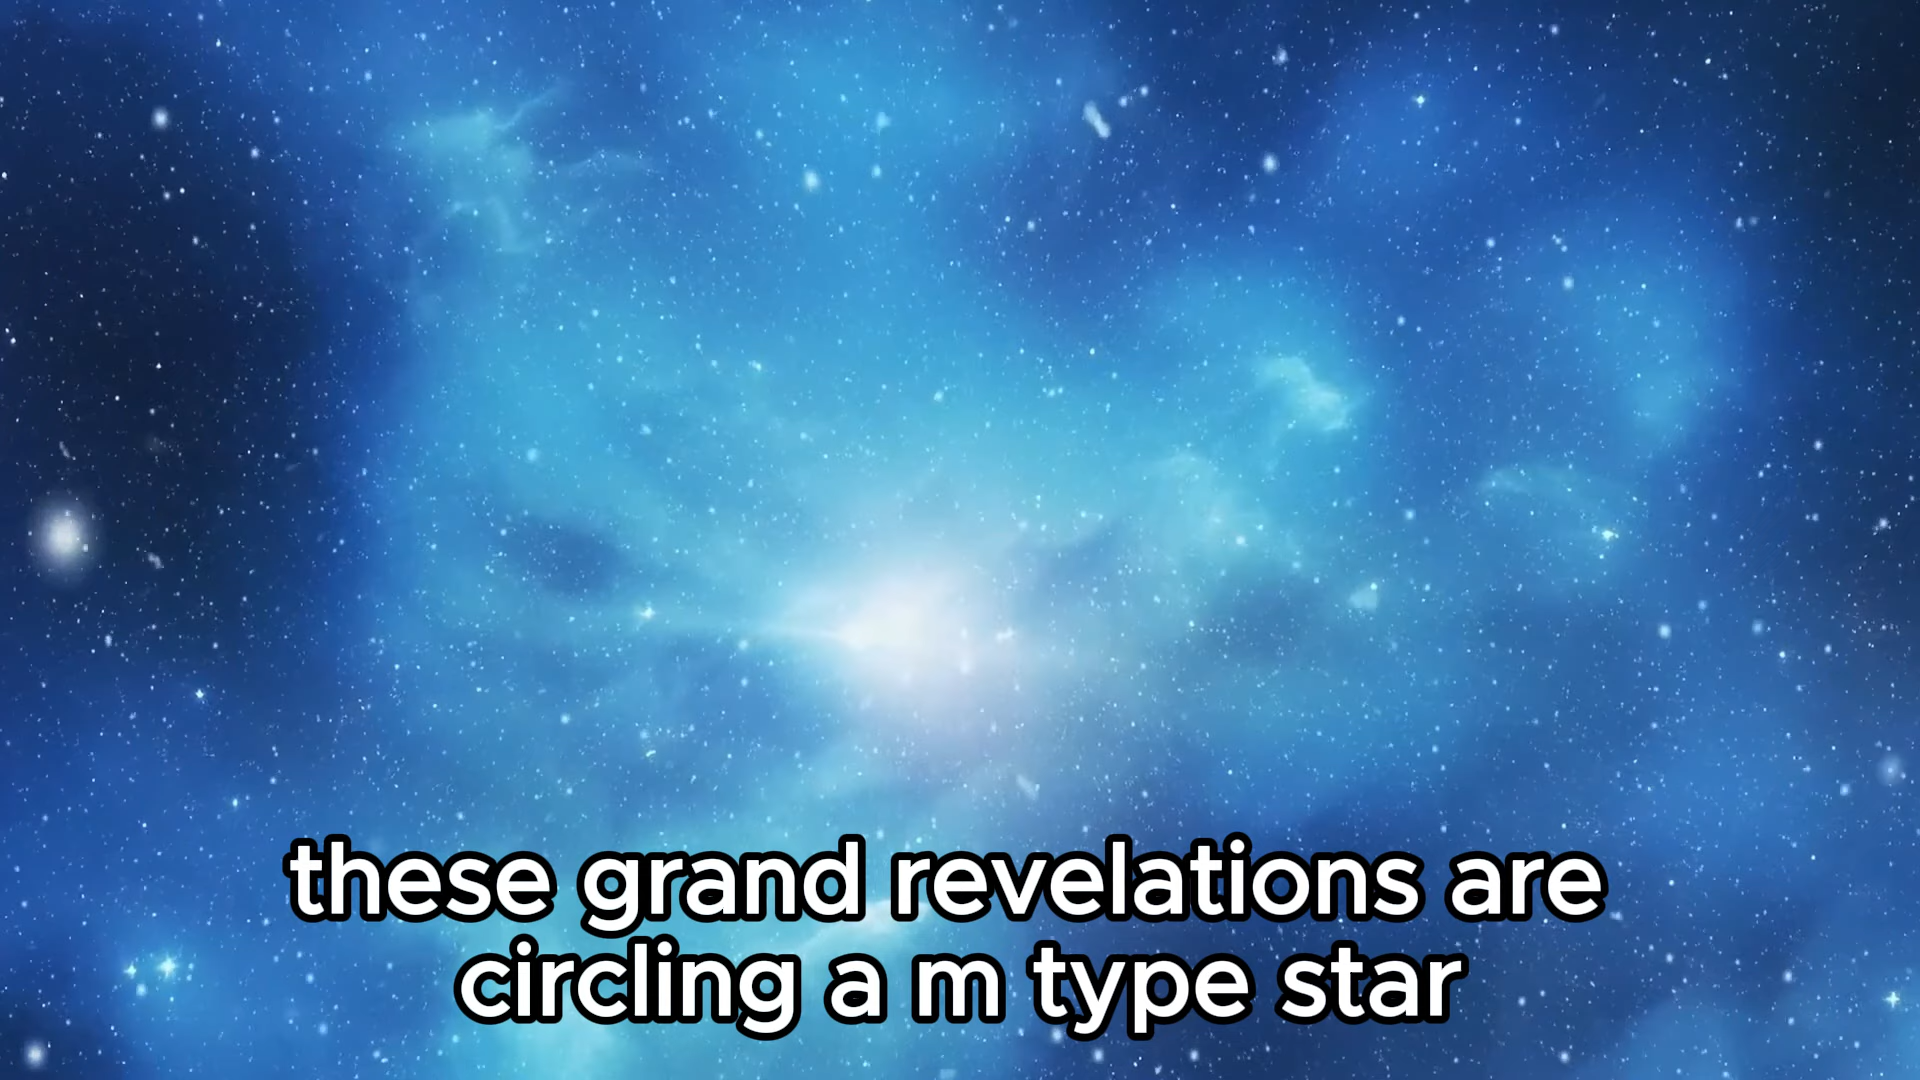 these grand revelations are
circling a m type star